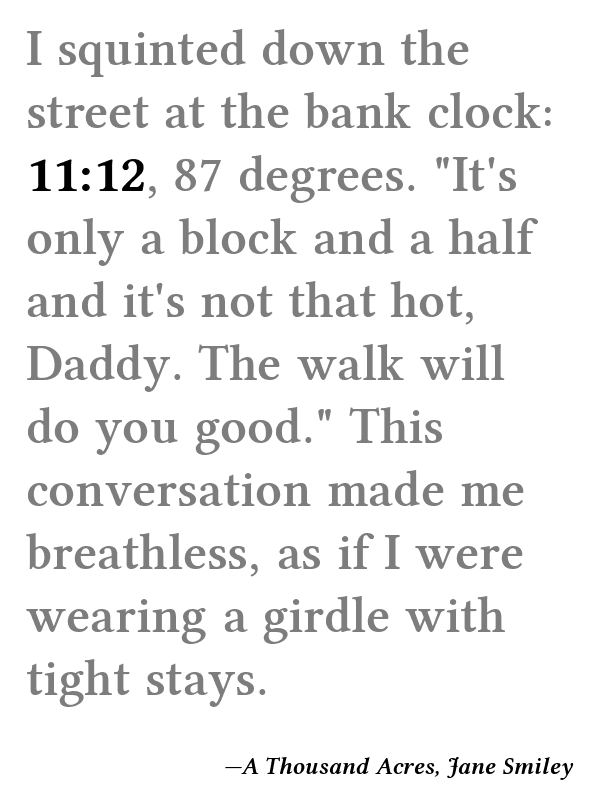 I squinted down the
street at the bank clock:
11:12, 87 degrees. "It's
only a block and a half
and it's not that hot,
Daddy. The walk will
do you good." This
conversation made me
breathless, as if I were
wearing a girdle with
tight stays.
—A Thousand Acres, Jane Smiley